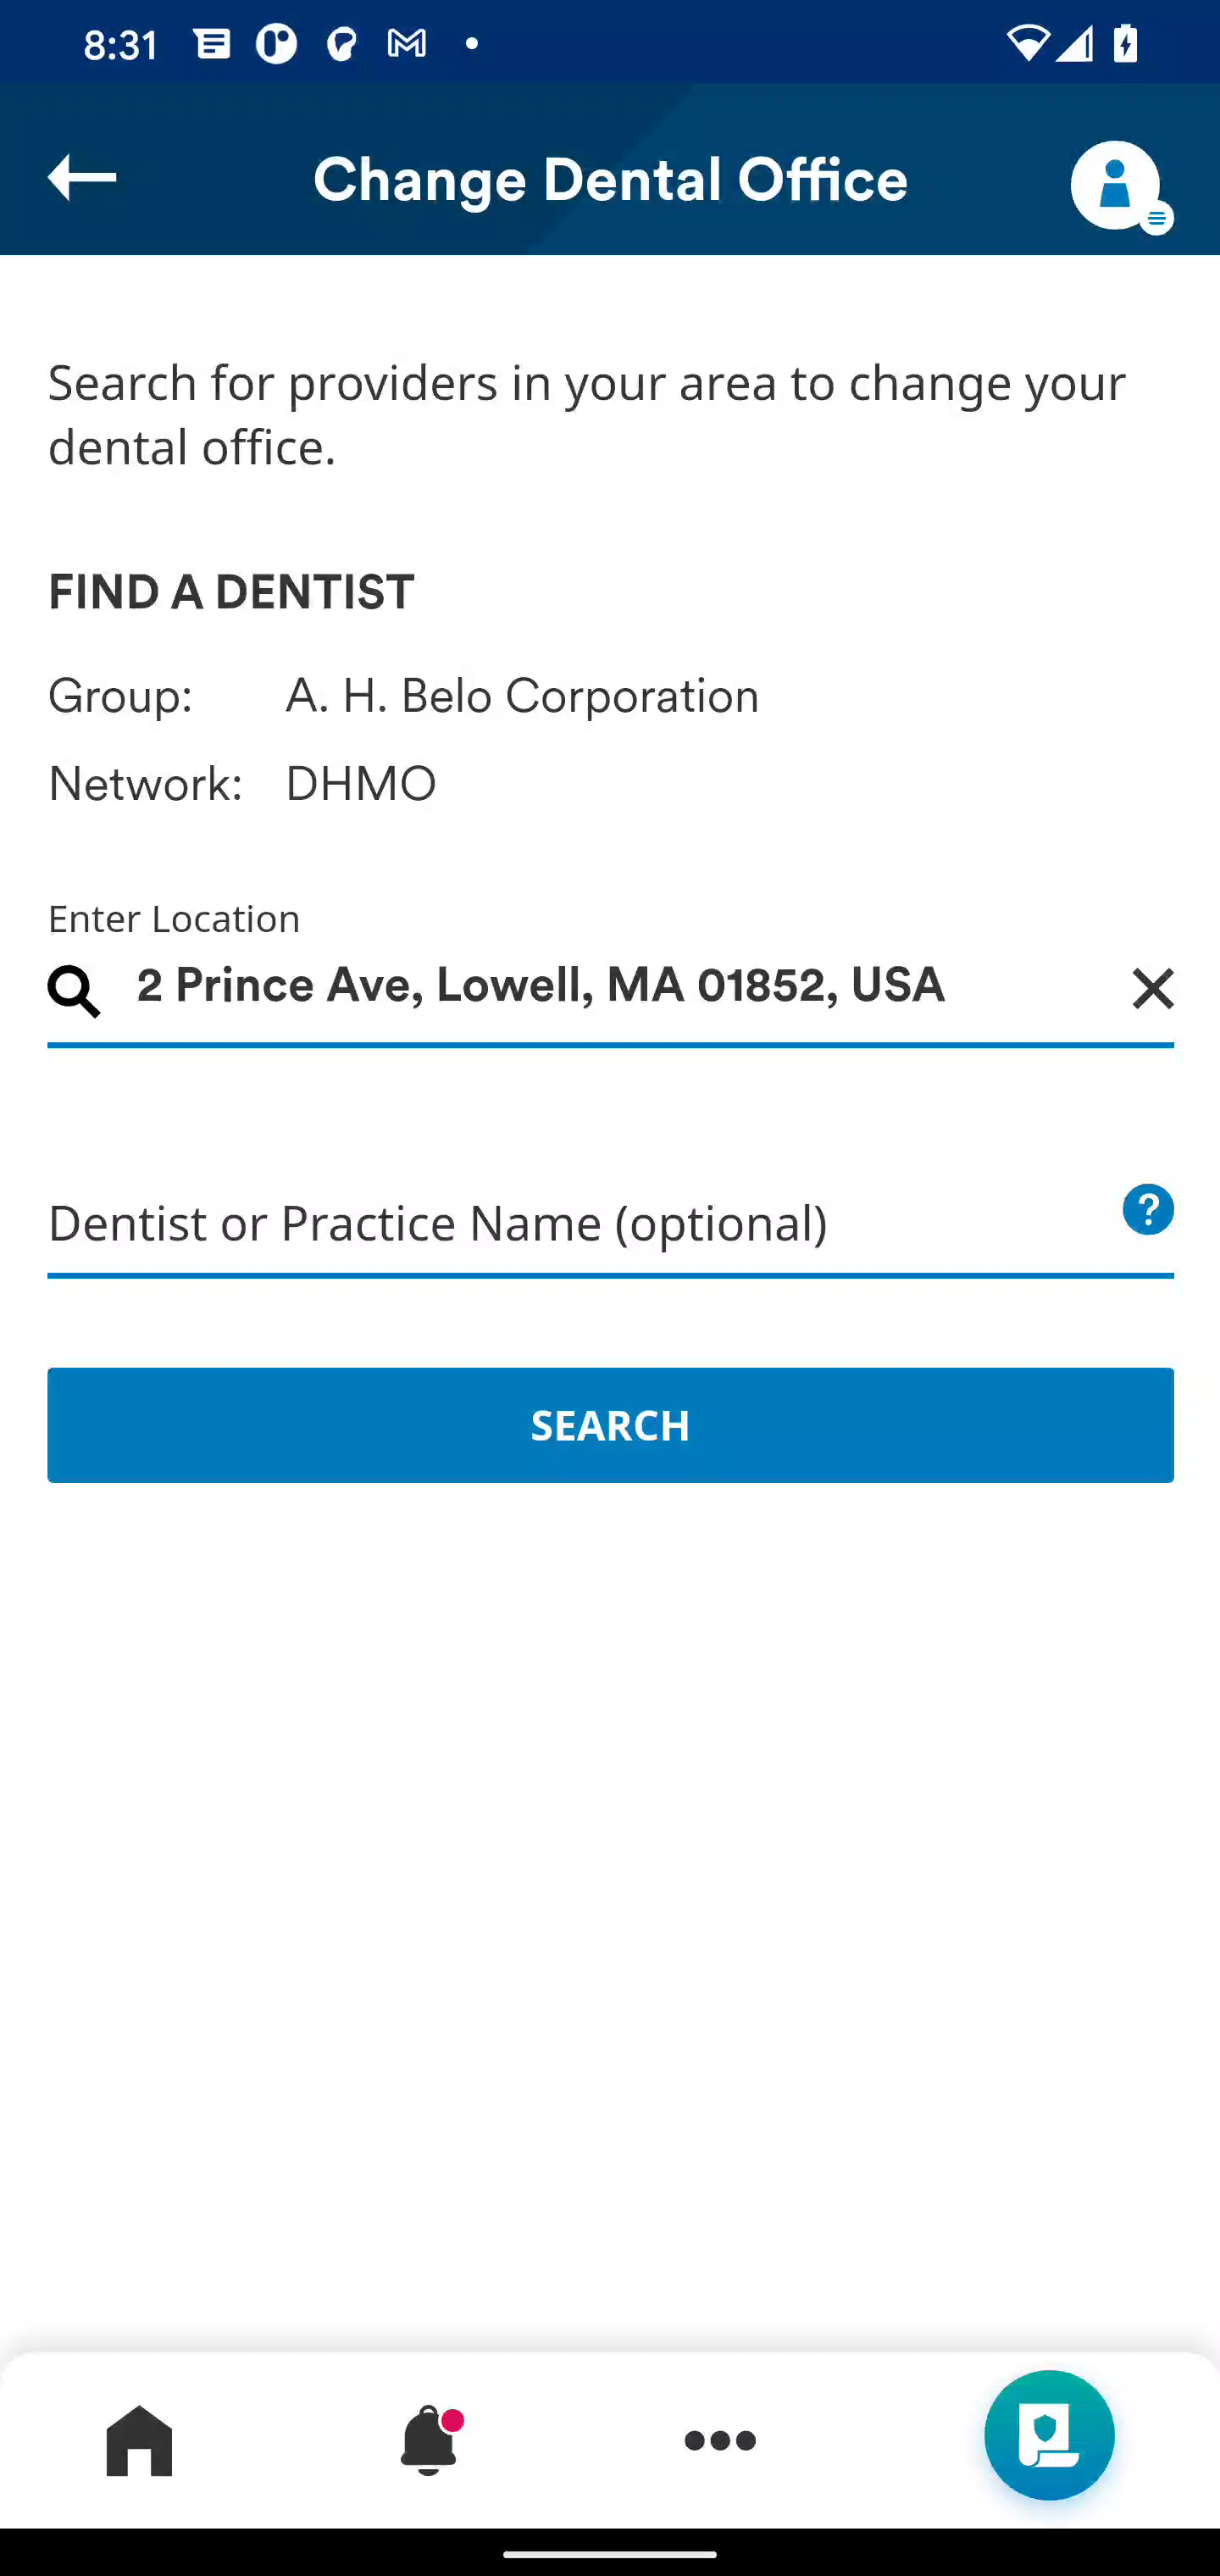 8:31
Change Dental Office
Search for providers in your area to change your
dental office.
FIND A DENTIST
Group: A. H. Belo Corporation
Network: DHMO
Enter Location
2 Prince Ave, Lowell, MA 01852, USA
Dentist or Practice Name (optional)
?
SEARCH